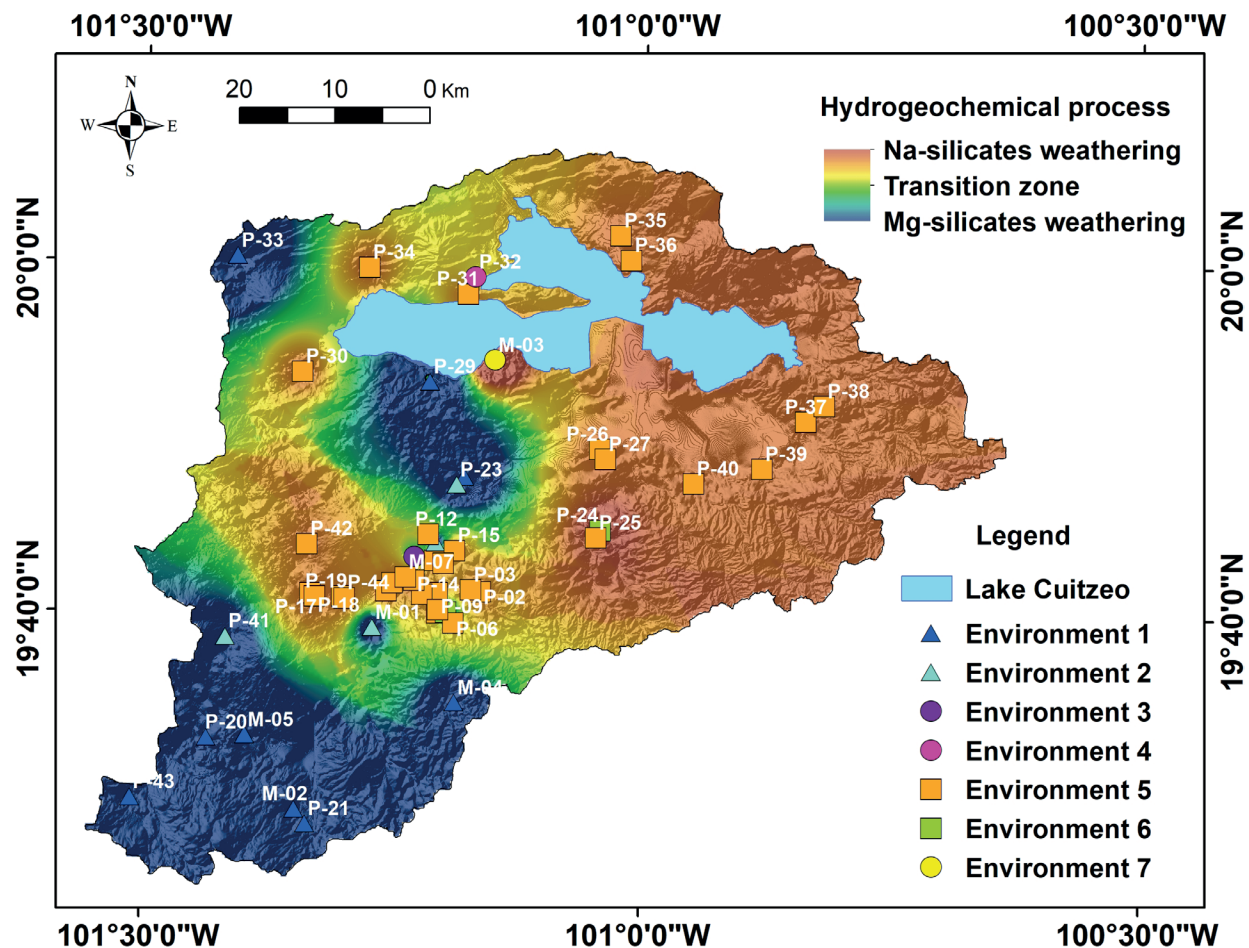 101°30'0"W 101°0'0"W 100°30'0"W
N
W E
S
20 10 0 Km
Hydrogeochemical process
Na-silicates weathering
Transition zone
Mg-silicates weathering
20°0'0"N
20°0'0"N
P-35
P-33
P-36
P-34
P-32
P-31
M-03
P-30
P-29
P-38
P-37
P-26
P-27
P-39
P-40
P-23
P-24
P-25
P-12
P-42
P-15
M-07
P-03
P-19
P-44
P-14
P-02
P-17
P-18
M-01
P-09
P-06
P-41
19°40'0"N
19°40'0"N
M-04
P-20
M-05
P-43
M-02
P-21
Legend
Lake Cuitzeo
Environment 1
Environment 2
Environment 3
Environment 4
Environment 5
Environment 6
Environment 7
101°30'0"W 101°0'0"W 100°30'0"W